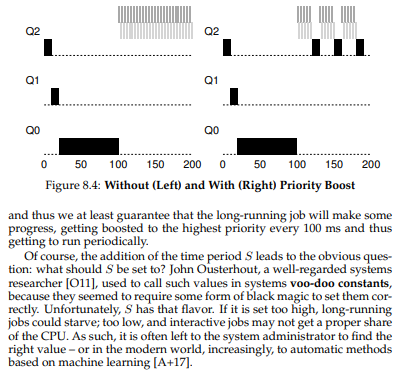 Q2
Q1
Q0
0 50 100 150 200
Q2
Q1
Q0
0 50 100 150 200
Figure 8.4: Without (Left) and With (Right) Priority Boost
and thus we at least guarantee that the long-running job will make some
progress, getting boosted to the highest priority every 100 ms and thus
getting to run periodically.
Of course, the addition of the time period S leads to the obvious ques-
tion: what should S be set to? John Ousterhout, a well-regarded systems
researcher [O11], used to call such values in systems voo-doo constants,
because they seemed to require some form of black magic to set them cor-
rectly. Unfortunately, S has that flavor. If it is set too high, long-running
jobs could starve; too low, and interactive jobs may not get a proper share
of the CPU. As such, it is often left to the system administrator to find the
right value – or in the modern world, increasingly, to automatic methods
based on machine learning [A+17].